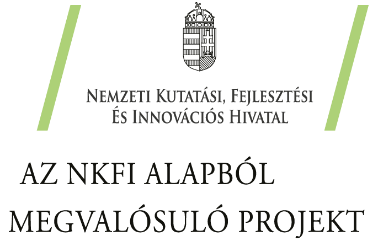 NEMZETI KUTATÁSI, FEJLESZTÉSI
ÉS INNOVÁCIÓS HIVATAL
AZ NKFI ALAPBÓL
MEGVALÓSULÓ PROJEKT